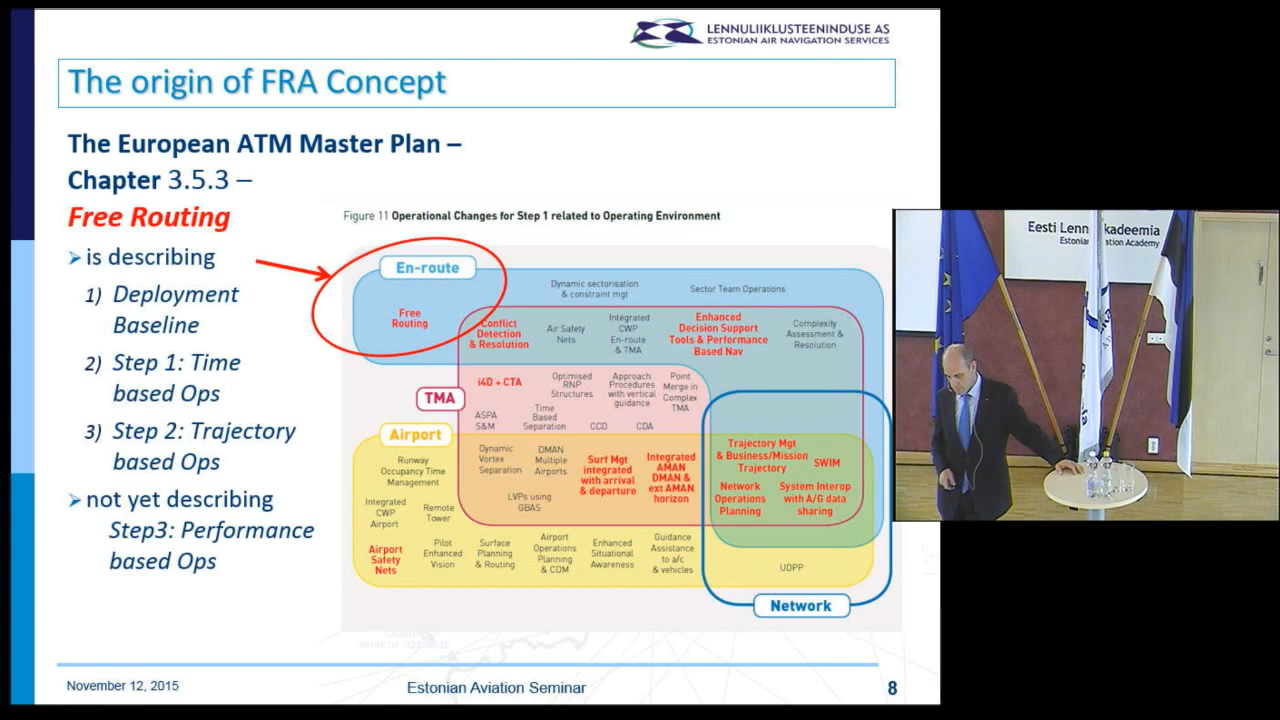 LENNULIIKLUSTEENINDUSE AS
ESTONIAN AIR NAVIGATION SERVICES
The origin of FRA Concept
The European ATM Master Plan –
Chapter 3.5.3 –
Free Routing
is describing
1) Deployment
Baseline
2) Step 1: Time
based Ops
3) Step 2: Trajectory
based Ops
not yet describing
Step3: Performance
based Ops
Figure 11 Operational Changes for Step 1 related to Operating Environment
En-route
Free
Routing
Dynamic sectorisation
& constraint mgt
Sector Team Operations
Conflict
Detection
& Resolution
Air Safety
Nets
Integrated
CWP
En-route
& TMA
Enhanced
Decision Support
Tools & Performance
Based Nav
Complexity
Assessment &
Resolution
TMA
i4D + CTA
Optimised
RNP
Structures
Approach
Procedures
with vertical
guidance
Point
Merge in
Complex
TMA
ASPA
S&M
Time
Based
Separation
CCD
CDA
Airport
Runway
Occupancy Time
Management
Dynamic
Vortex
Separation
DMAN
Multiple
Airports
Surf Mgt
integrated
with arrival
& departure
Integrated
AMAN
DMAN &
ext AMAN
horizon
Trajectory Mgt
& Business/Mission
Trajectory
SWIM
Network
Operations
Planning
System Interop
with A/G data
sharing
Integrated
CWP
Airport
Remote
Tower
LVPs using
GBAS
Airport
Safety
Nets
Pilot
Enhanced
Vision
Surface
Planning
& Routing
Airport
Operations
Planning
& CDM
Enhanced
Situational
Awareness
Guidance
Assistance
to a/c
& vehicles
UDPP
Network
November 12, 2015
Estonian Aviation Seminar
8
Eesti Lenn kadeemia
Estonia ation Academy